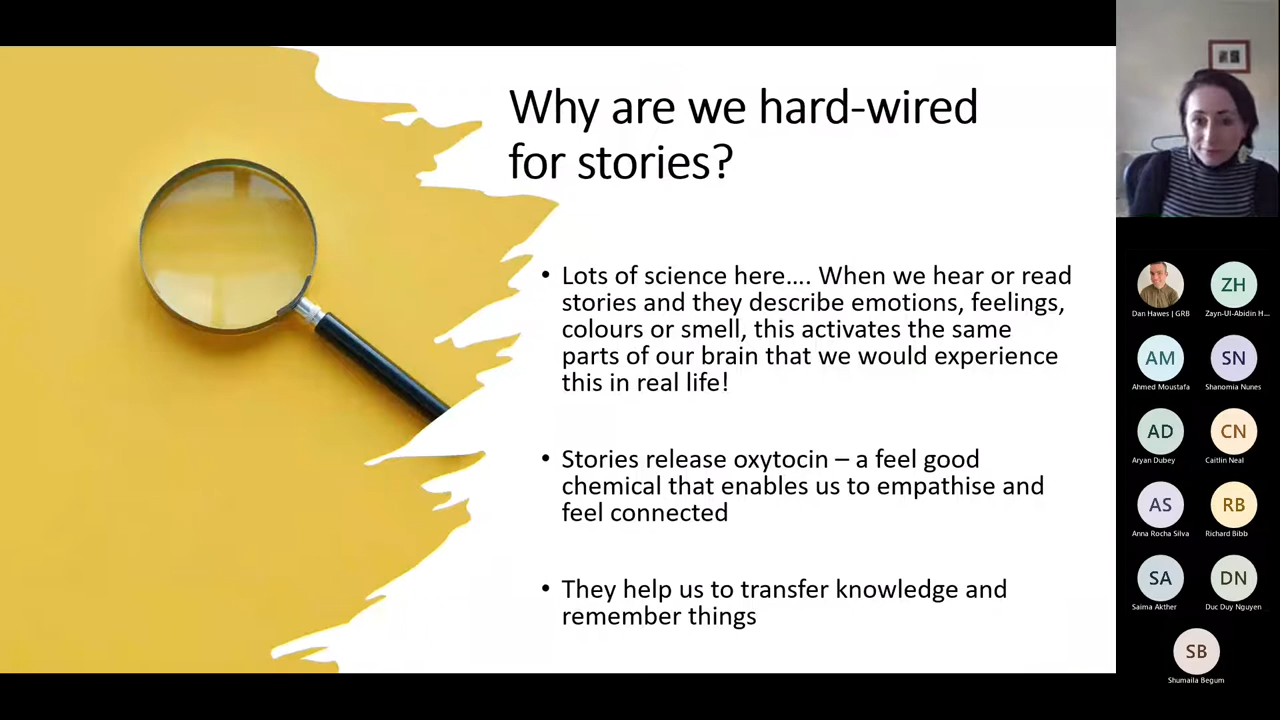 Why are we hard-wired
for stories?
• Lots of science here.... When we hear or read
stories and they describe emotions, feelings,
colours or smell, this activates the same
parts of our brain that we would experience
this in real life!
• Stories release oxytocin – a feel good
chemical that enables us to empathise and
feel connected
• They help us to transfer knowledge and
remember things
Dan Hawes | GRB
ZH
Zayn-Ul-Abidin H...
AM
Ahmed Moustafa
SN
Shanomia Nunes
AD
Aryan Dubey
CN
Caitlin Neal
AS
Anna Rocha Silva
RB
Richard Bibb
SA
Saima Akther
DN
Duc Duy Nguyen
SB
Shumaila Begum